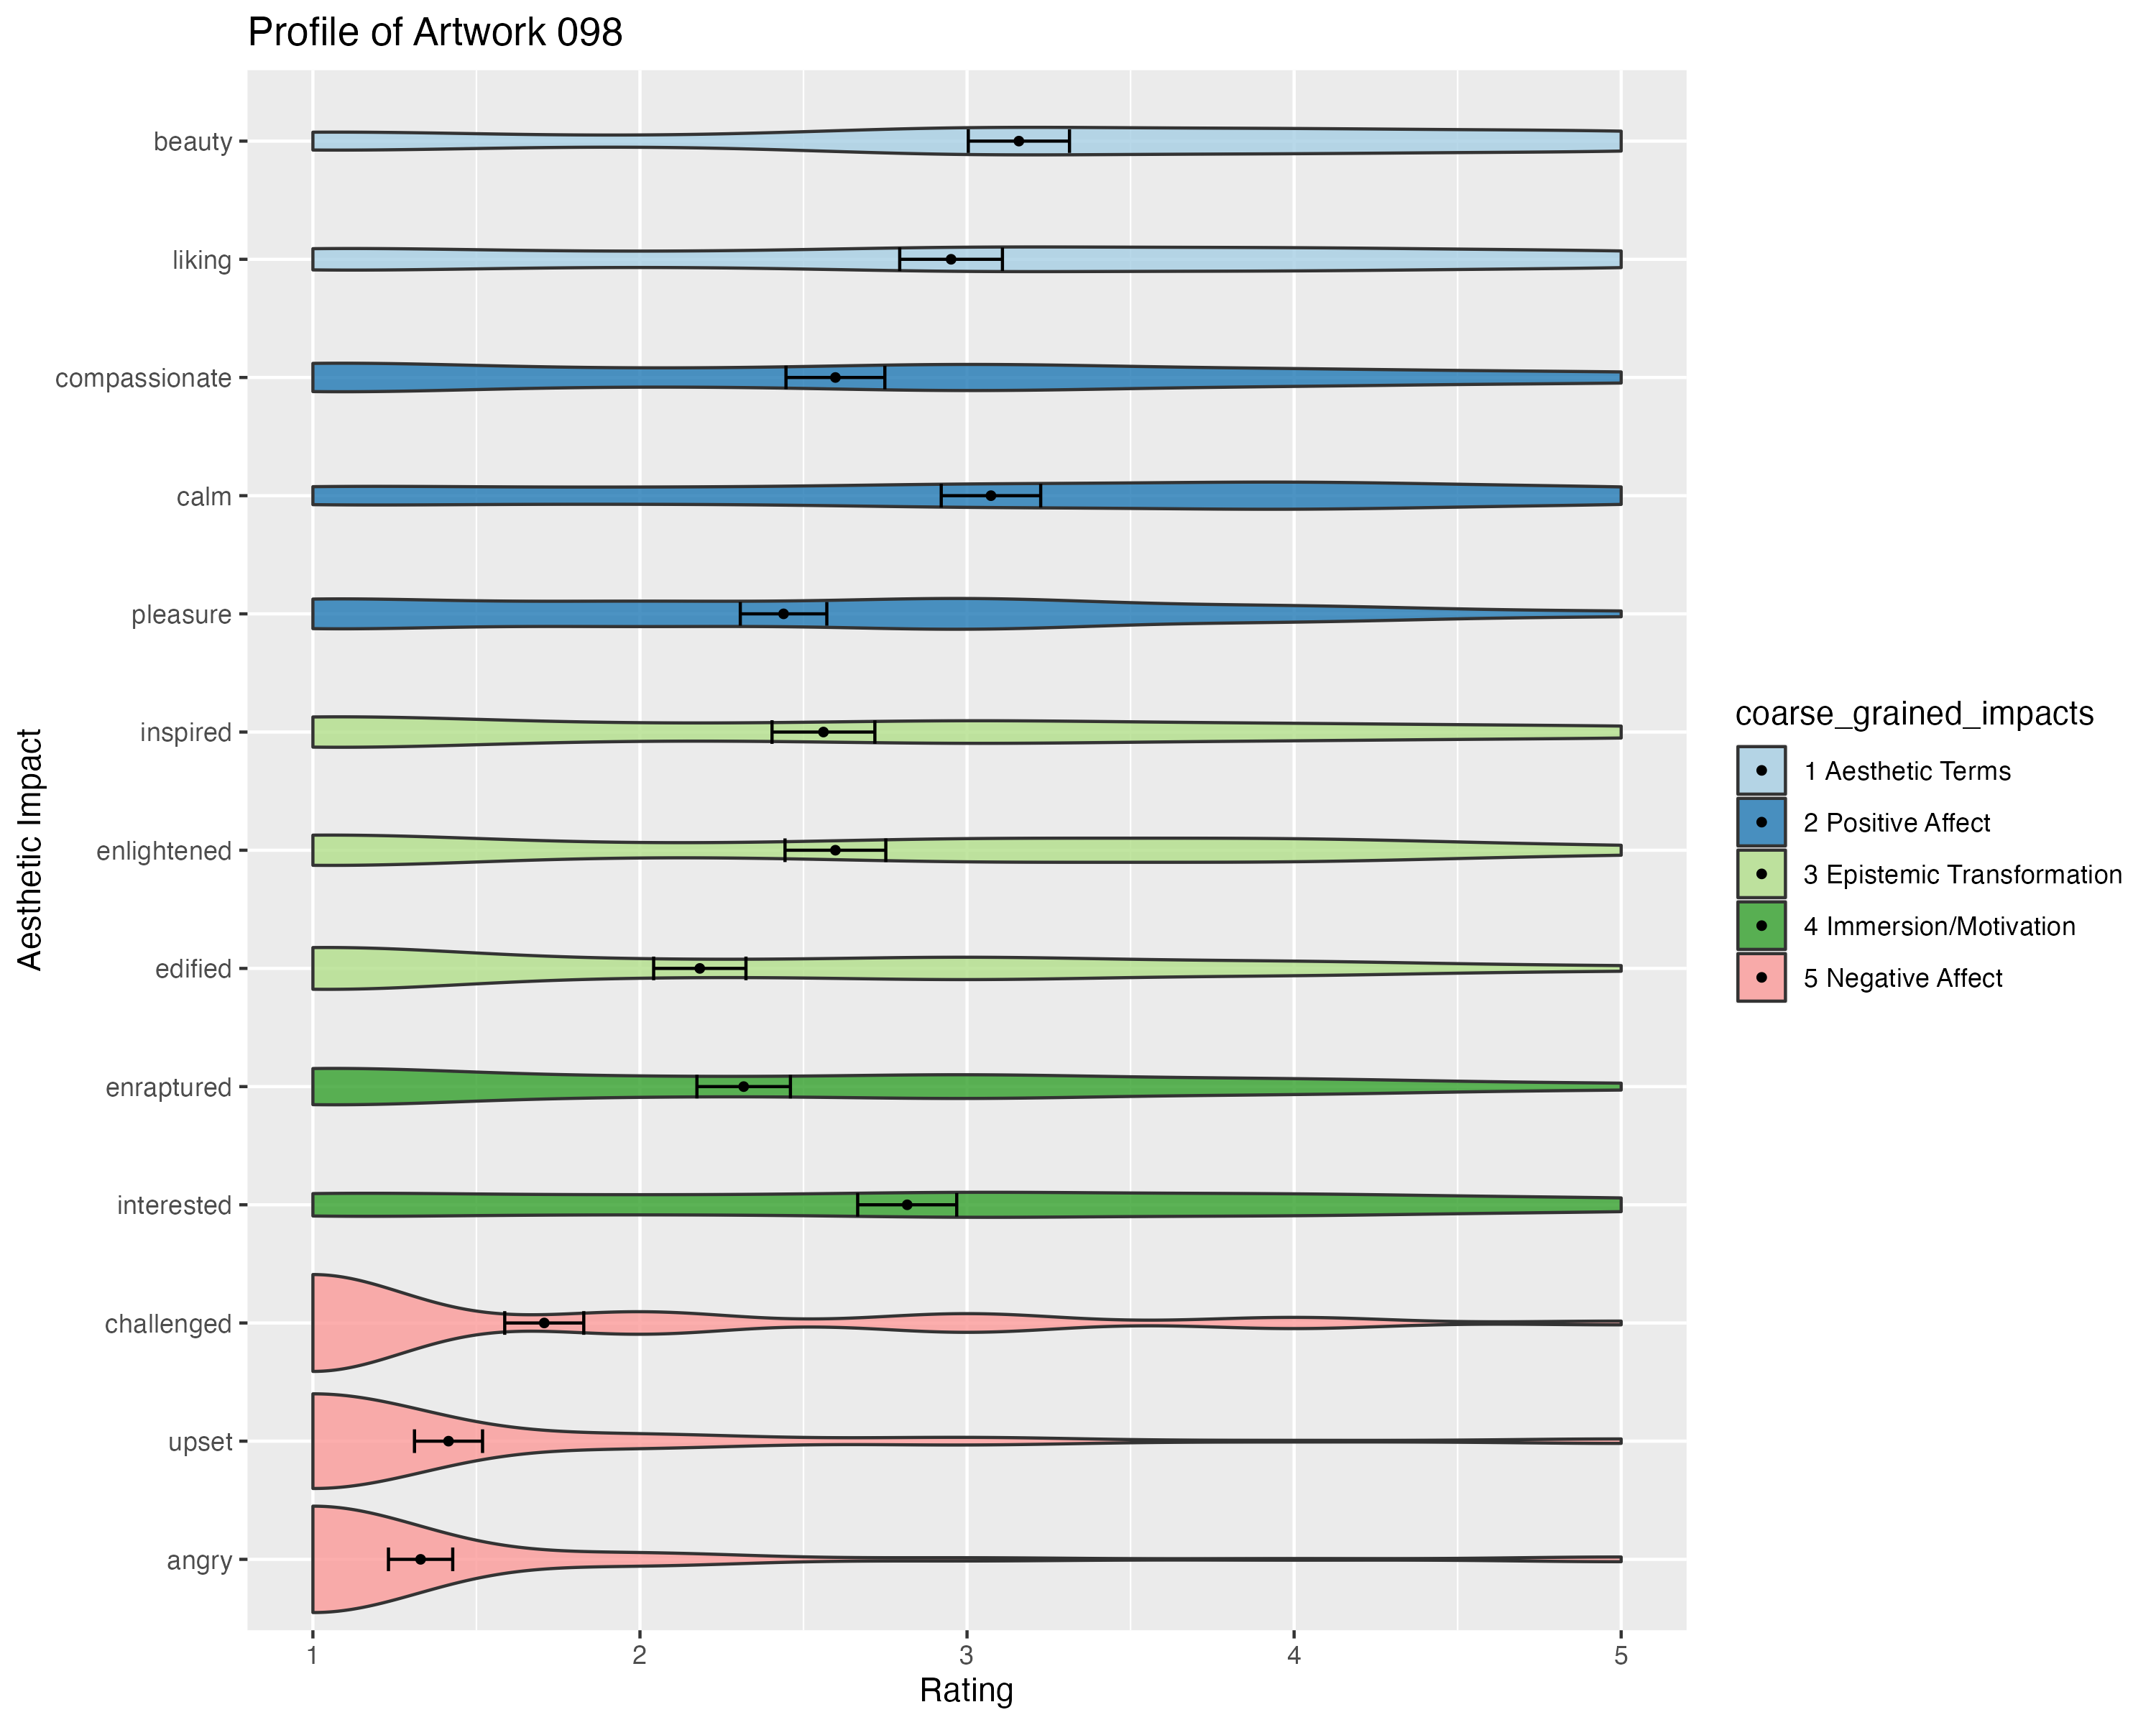 Profile of Artwork 098
Aesthetic Impact
beauty
liking
compassionate
calm
pleasure
inspired
enlightened
edified
enraptured
interested
challenged
upset
angry
1 2 3 4 5
Rating
coarse_grained_impacts
1 Aesthetic Terms
2 Positive Affect
3 Epistemic Transformation
4 Immersion/Motivation
5 Negative Affect